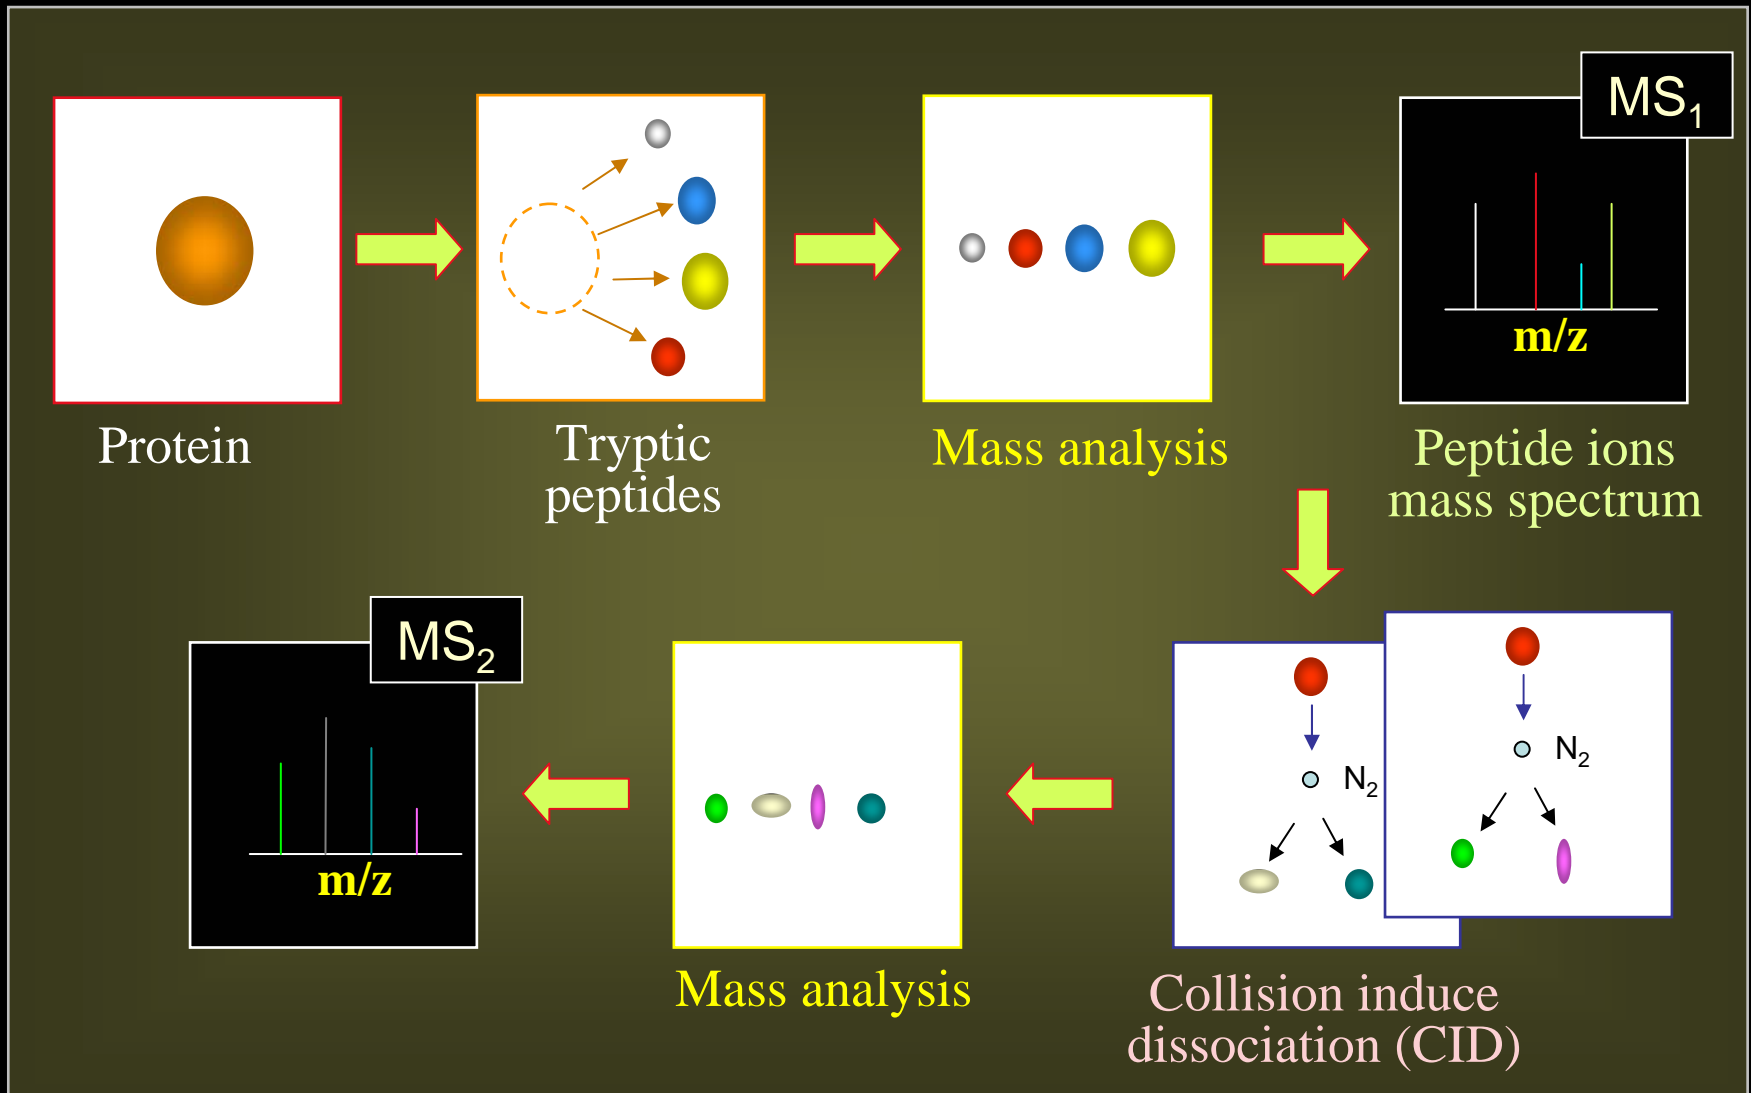 MS₁
m/z
Protein
Tryptic
peptides
Mass analysis
Peptide ions
mass spectrum
MS₂
m/z
Mass analysis
N₂
N₂
Collision induce
dissociation (CID)